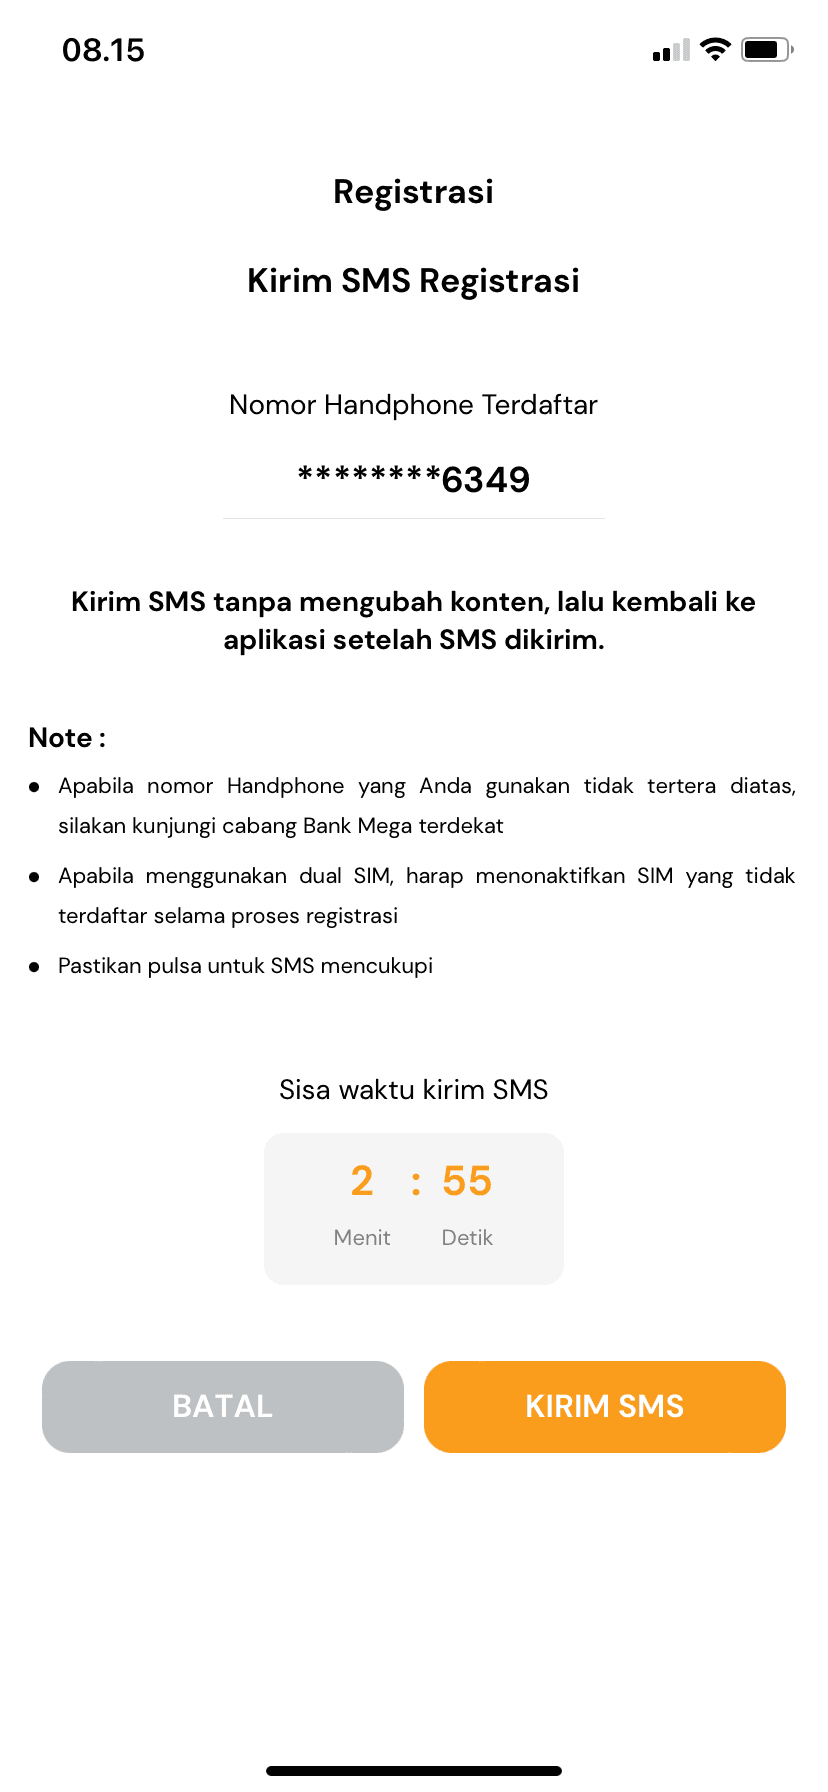 08.15
Registrasi
Kirim SMS Registrasi
Nomor Handphone Terdaftar
********6349
Kirim SMS tanpa mengubah konten, lalu kembali ke
aplikasi setelah SMS dikirim.
Note :
● Apabila nomor Handphone yang Anda gunakan tidak tertera diatas,
silakan kunjungi cabang Bank Mega terdekat
● Apabila menggunakan dual SIM, harap menonaktifkan SIM yang tidak
terdaftar selama proses registrasi
● Pastikan pulsa untuk SMS mencukupi
Sisa waktu kirim SMS
2 : 55
Menit Detik
BATAL KIRIM SMS